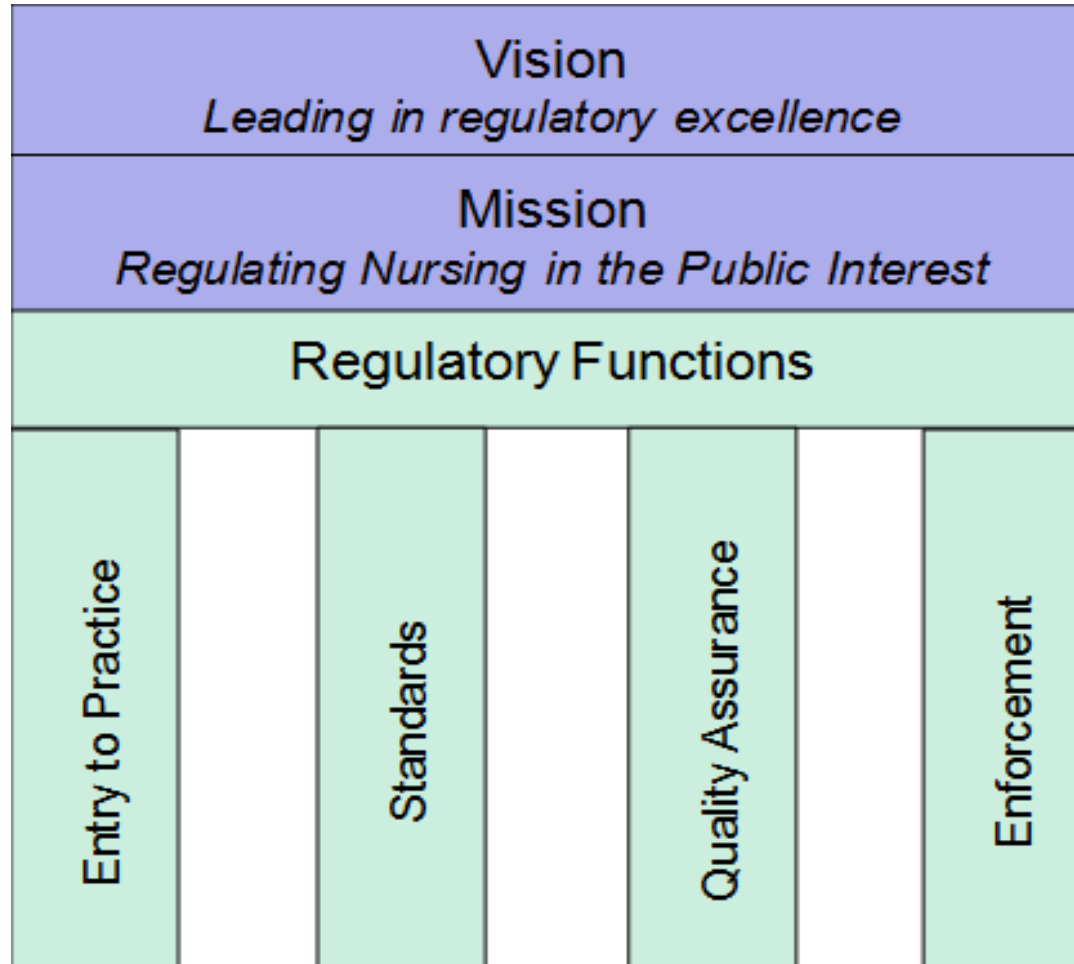 Vision
Leading in regulatory excellence
Mission
Regulating Nursing in the Public Interest
Regulatory Functions
Entry to Practice
Standards
Quality Assurance
Enforcement